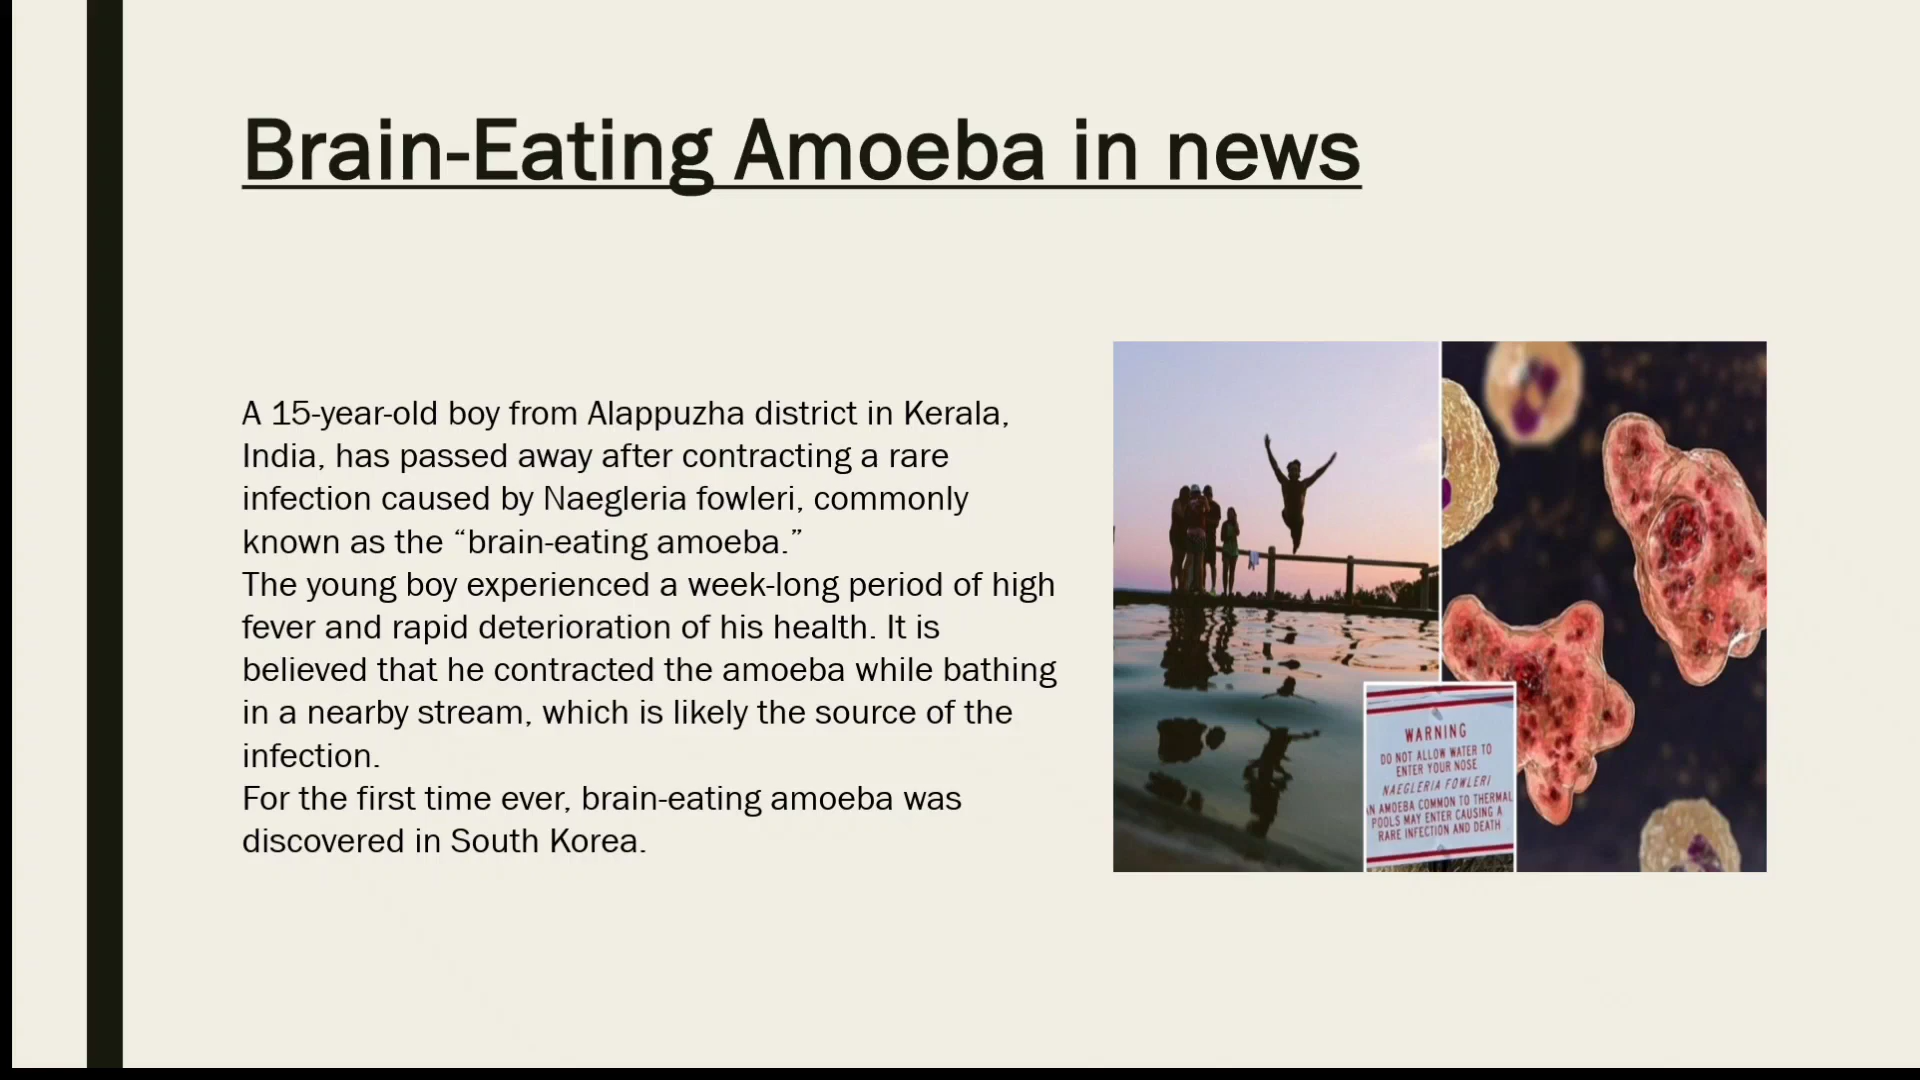 Brain-Eating Amoeba in news
A 15-year-old boy from Alappuzha district in Kerala,
India, has passed away after contracting a rare
infection caused by Naegleria fowleri, commonly
known as the “brain-eating amoeba.”
The young boy experienced a week-long period of high
fever and rapid deterioration of his health. It is
believed that he contracted the amoeba while bathing
in a nearby stream, which is likely the source of the
infection.
For the first time ever, brain-eating amoeba was
discovered in South Korea.
WARNING
DO NOT ALLOW WATER TO
ENTER YOUR NOSE
NAEGLERIA FOWLERI
N AMOEBA COMMON TO THERMAL
POOLS MAY ENTER CAUSING A
RARE INFECTION AND DEATH